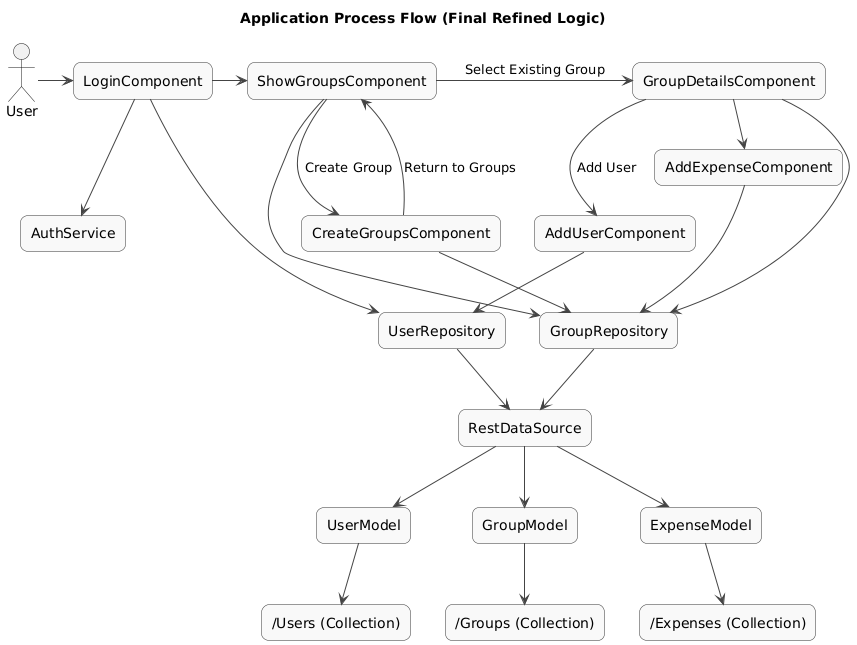 Application Process Flow (Final Refined Logic)
User
LoginComponent
ShowGroupsComponent
Select Existing Group
GroupDetailsComponent
Create Group
Return to Groups
Add User
AddExpenseComponent
AuthService
CreateGroupsComponent
AddUserComponent
UserRepository
GroupRepository
RestDataSource
UserModel
GroupModel
ExpenseModel
/Users (Collection)
/Groups (Collection)
/Expenses (Collection)